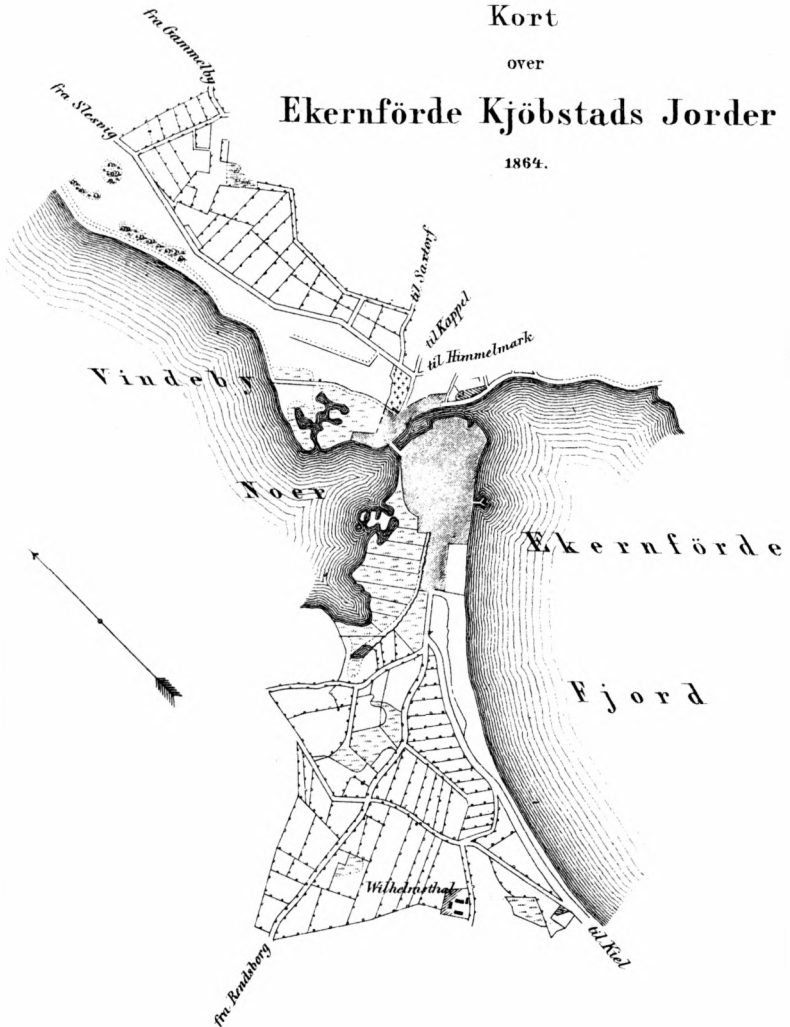 Kort
over
Ekernförde Kjöbstads Jorder
1864.
fra Gammelby
fra Slesvig
til Saxtorf
til Kappel
til Himmelmark
Vindeby
Noer
Ekernförde
Fjord
Wilhelmsthal
til Kiel
fra Rendsborg